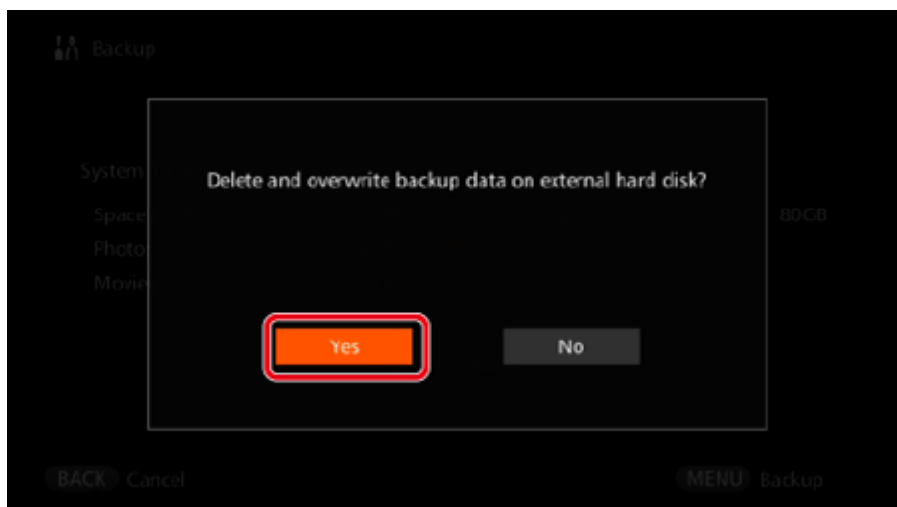 Backup
System
Delete and overwrite backup data on external hard disk?
Space
80GB
Photo
Movie
Yes
No
BACK Cancel
MENU Backup